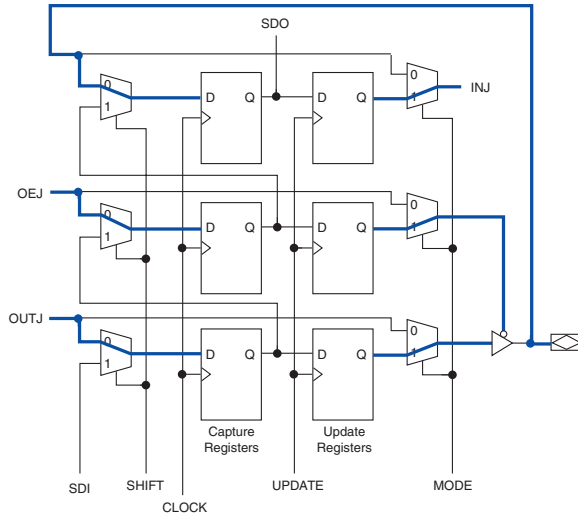 SDO
0
1
D Q
D Q
0
1
INJ
OEJ
0
1
D Q
D Q
0
1
OUTJ
0
1
D Q
D Q
0
1
Capture
Registers
Update
Registers
SDI
SHIFT
CLOCK
UPDATE
MODE